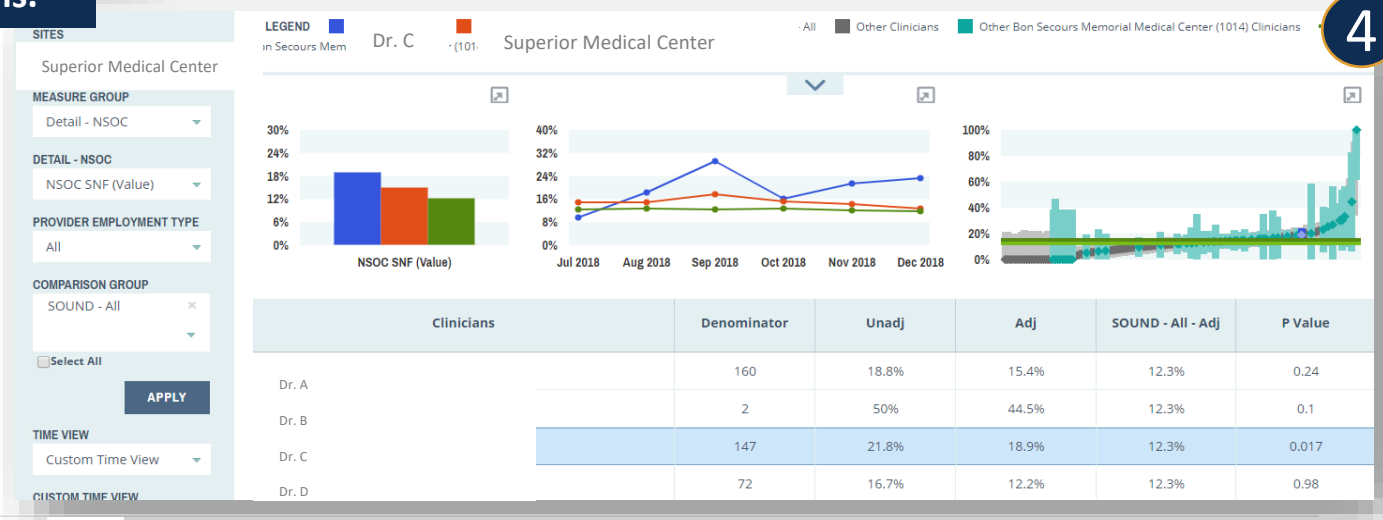 ns.
4
SITES
Superior Medical Center
MEASURE GROUP
Detail - NSOC
DETAIL - NSOC
NSOC SNF (Value)
PROVIDER EMPLOYMENT TYPE
All
COMPARISON GROUP
SOUND - All ×
Select All
APPLY
TIME VIEW
Custom Time View
CUSTOM TIME VIEW
LEGEND
on Secours Mem Dr. C - (101 Superior Medical Center
- All Other Clinicians Other Bon Secours Memorial Medical Center (1014) Clinicians
30%
24%
18%
12%
6%
0%
NSOC SNF (Value)
40%
32%
24%
16%
8%
0%
Jul 2018 Aug 2018 Sep 2018 Oct 2018 Nov 2018 Dec 2018
100%
80%
60%
40%
20%
0%
Clinicians Denominator Unadj Adj SOUND - All - Adj P Value
Dr. A 160 18.8% 15.4% 12.3% 0.24
Dr. B 2 50% 44.5% 12.3% 0.1
Dr. C 147 21.8% 18.9% 12.3% 0.017
Dr. D 72 16.7% 12.2% 12.3% 0.98